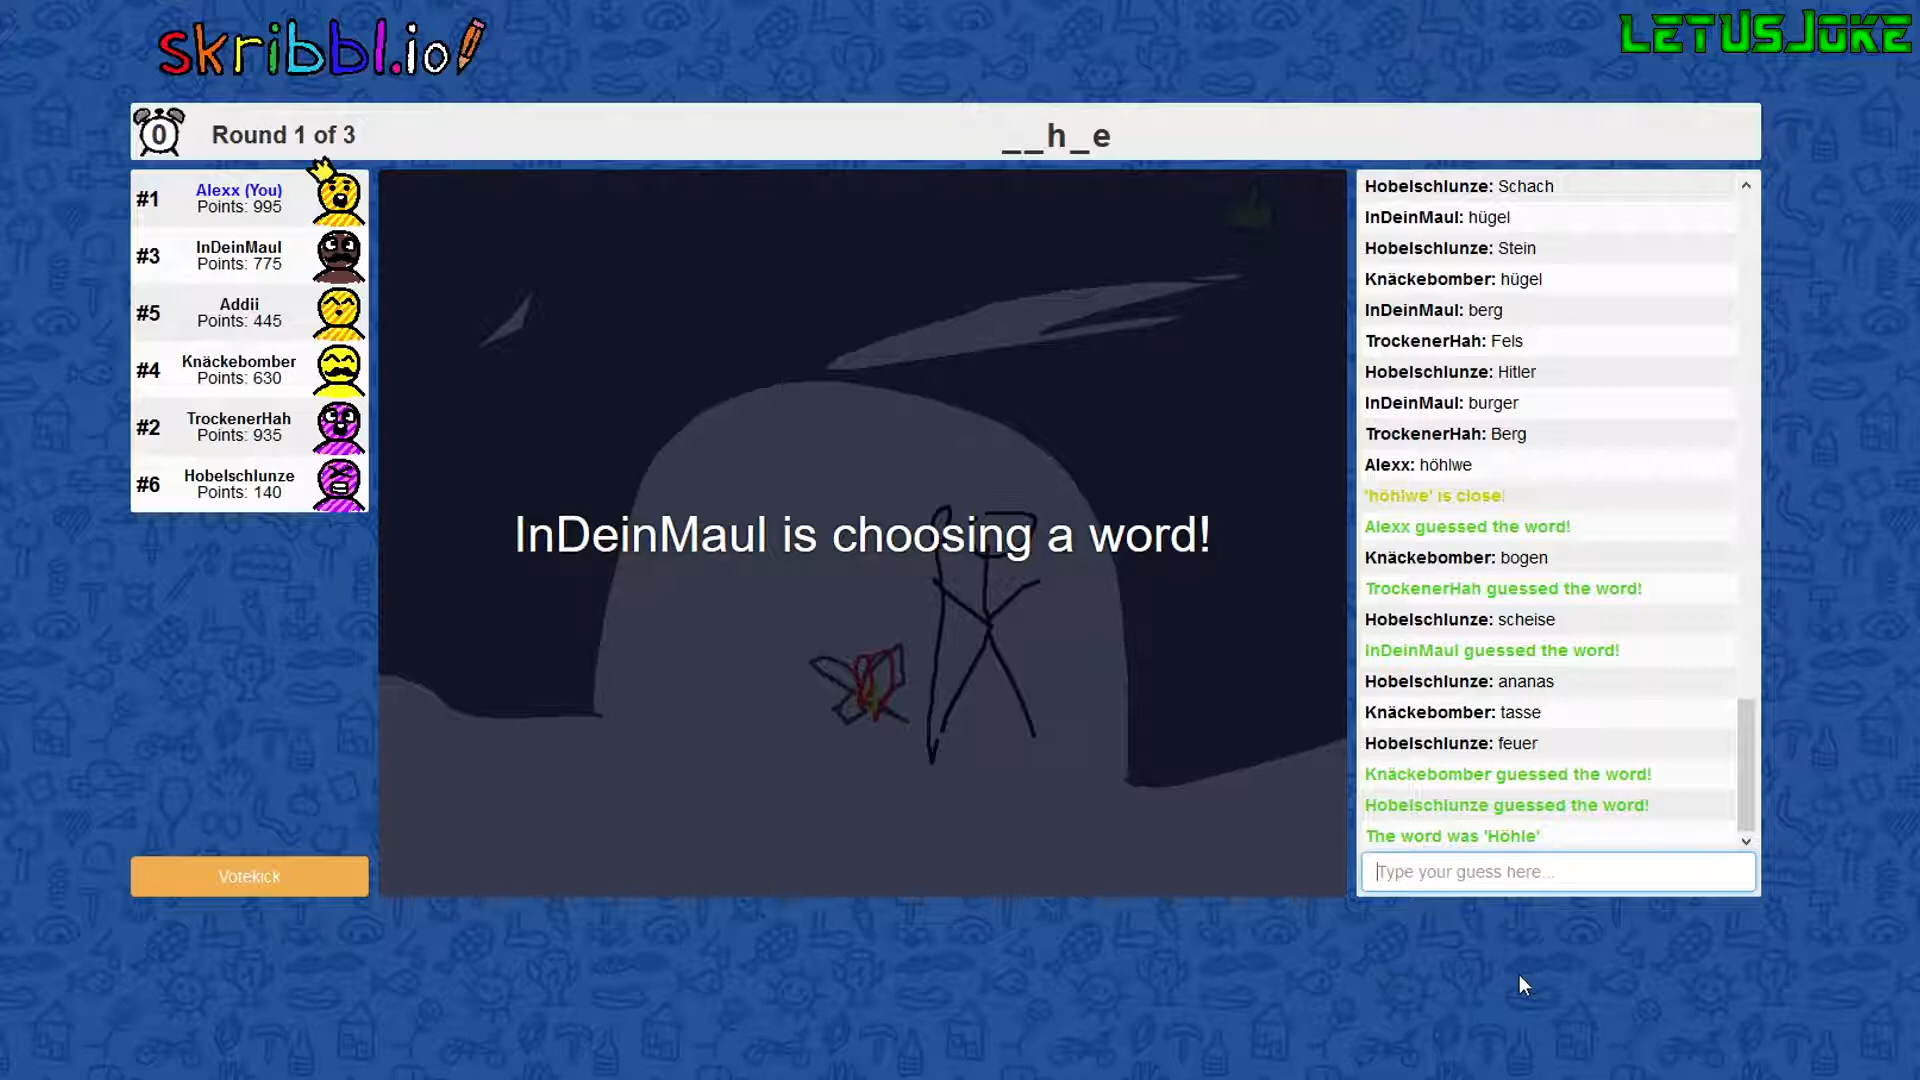 skribbl.io
LETUSJOKE
0
Round 1 of 3
__h_e
#1
Alexx (You)
Points: 995
#3
InDeinMaul
Points: 775
#5
Addii
Points: 445
#4
Knäckebomber
Points: 630
#2
TrockenerHah
Points: 935
#6
Hobelschlunze
Points: 140
Votekick
InDeinMaul is choosing a word!
Hobelschlunze: Schach
InDeinMaul: hügel
Hobelschlunze: Stein
Knäckebomber: hügel
InDeinMaul: berg
TrockenerHah: Fels
Hobelschlunze: Hitler
InDeinMaul: burger
TrockenerHah: Berg
Alexx: höhlwe
'höhlwe' is close!
Alexx guessed the word!
Knäckebomber: bogen
TrockenerHah guessed the word!
Hobelschlunze: scheise
InDeinMaul guessed the word!
Hobelschlunze: ananas
Knäckebomber: tasse
Hobelschlunze: feuer
Knäckebomber guessed the word!
Hobelschlunze guessed the word!
The word was 'Höhle'
Type your guess here...